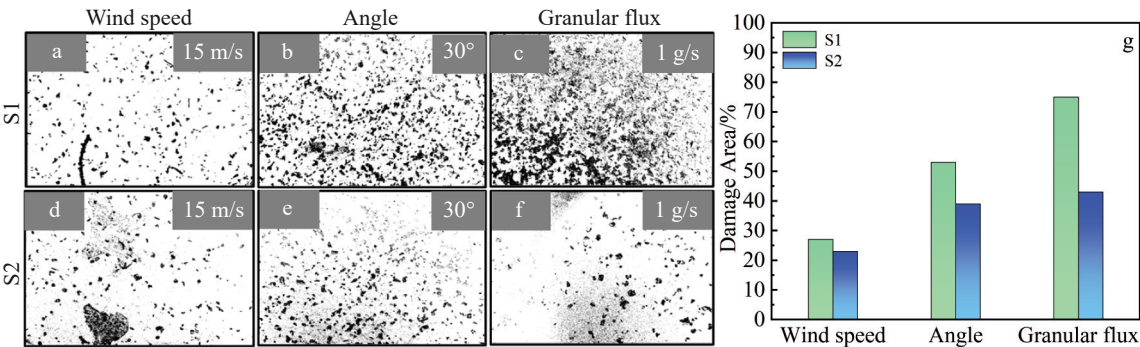 Wind speed Angle Granular flux
S1
a 15 m/s b 30° c 1 g/s
S2
d 15 m/s e 30° f 1 g/s
g
S1
S2
Damage Area/%
100
90
80
70
60
50
40
30
20
10
0
Wind speed Angle Granular flux